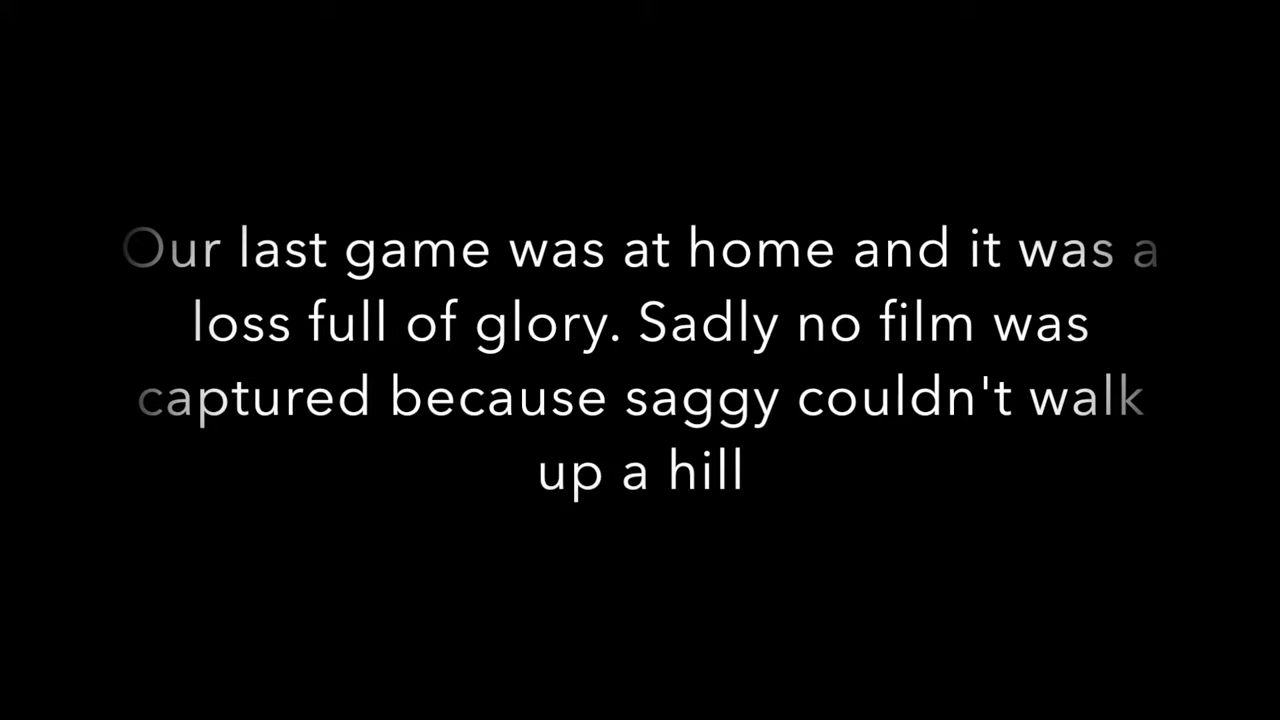 Our last game was at home and it was a
loss full of glory. Sadly no film was
captured because saggy couldn't walk
up a hill